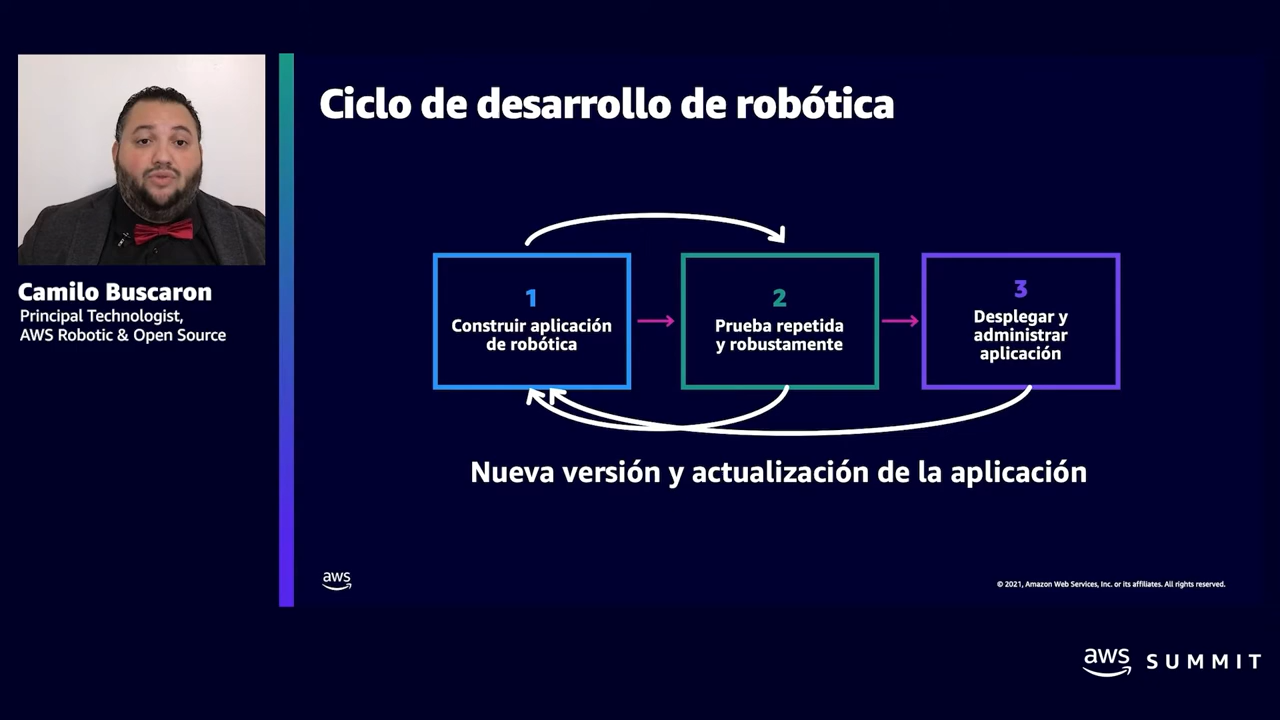 Ciclo de desarrollo de robótica
Camilo Buscaron
Principal Technologist,
AWS Robotic & Open Source
1
Construir aplicación
de robótica
2
Prueba repetida
y robustamente
3
Desplegar y
administrar
aplicación
Nueva versión y actualización de la aplicación
aws
© 2021, Amazon Web Services, Inc. or its affiliates. All rights reserved.
aws SUMMIT